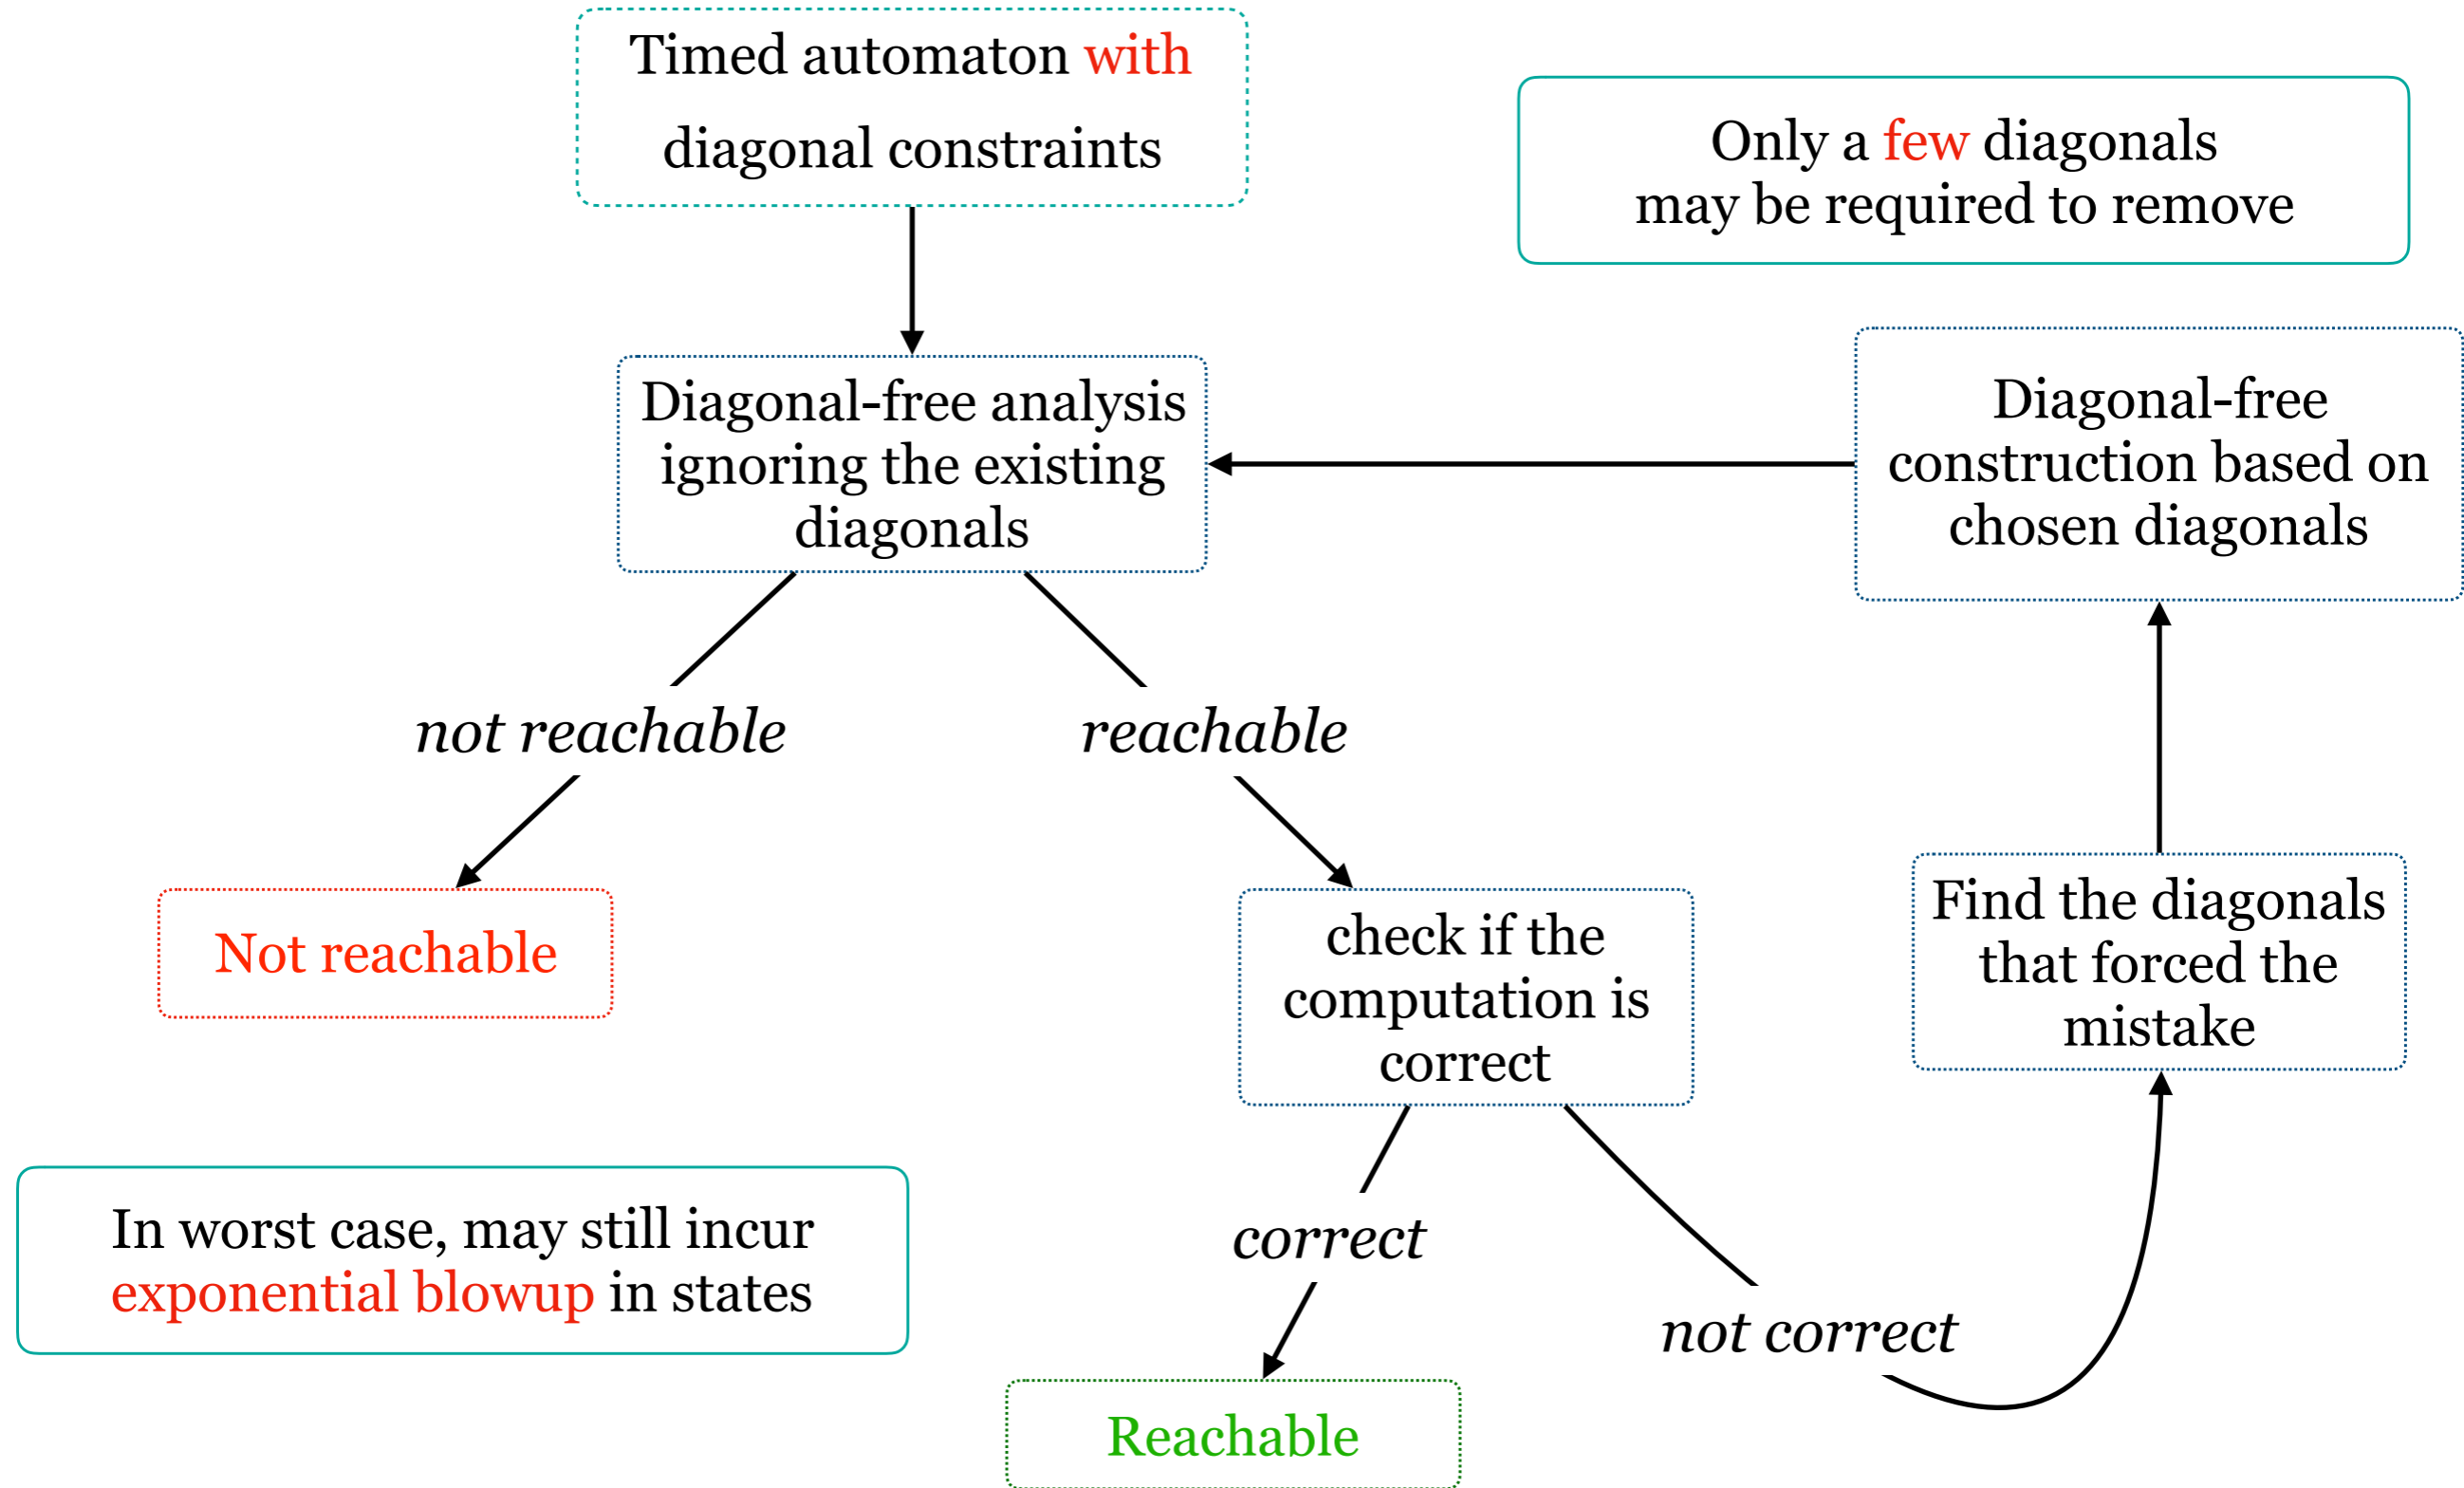 Timed automaton with
diagonal constraints
Only a few diagonals
may be required to remove
Diagonal-free analysis
ignoring the existing
diagonals
Diagonal-free
construction based on
chosen diagonals
not reachable
reachable
Not reachable
check if the
computation is
correct
Find the diagonals
that forced the
mistake
In worst case, may still incur
exponential blowup in states
correct
not correct
Reachable